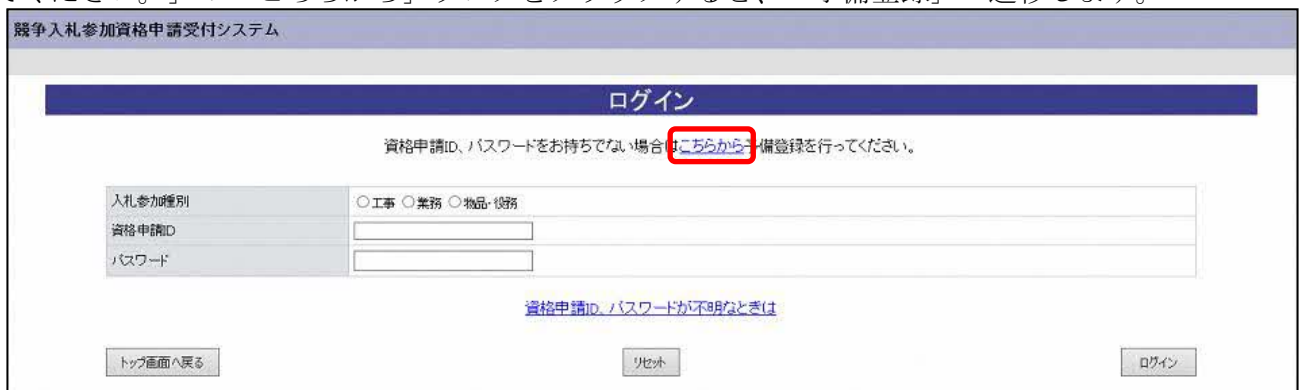 競争入札参加資格申請受付システム
ログイン
資格申請ID、パスワードをお持ちでない場合はこちらから予備登録を行ってください。
入札参加種別 ○工事 ○業務 ○物品・役務
資格申請ID
パスワード
資格申請ID、パスワードが不明なときは
トップ画面へ戻る リセット ログイン